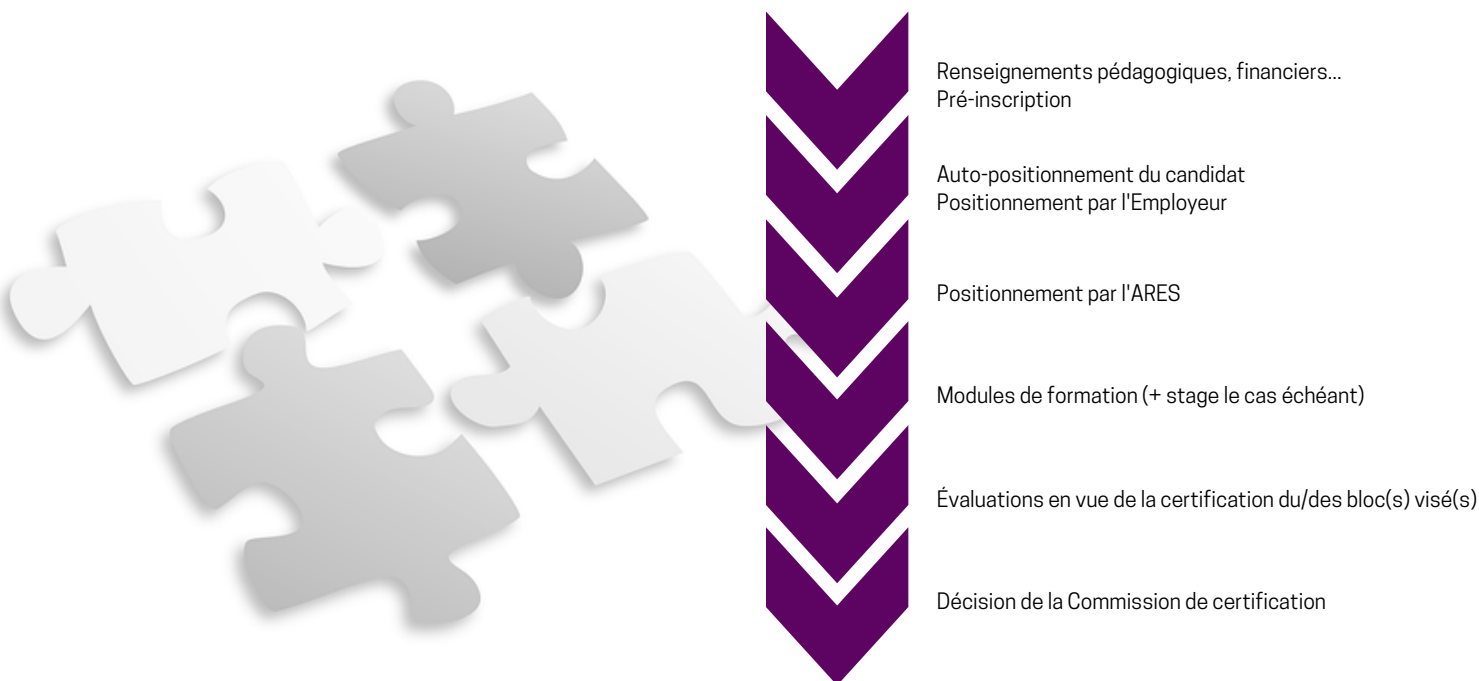 Renseignements pédagogiques, financiers...
Pré-inscription
Auto-positionnement du candidat
Positionnement par l'Employeur
Positionnement par l'ARES
Modules de formation (+ stage le cas échéant)
Évaluations en vue de la certification du/des bloc(s) visé(s)
Décision de la Commission de certification